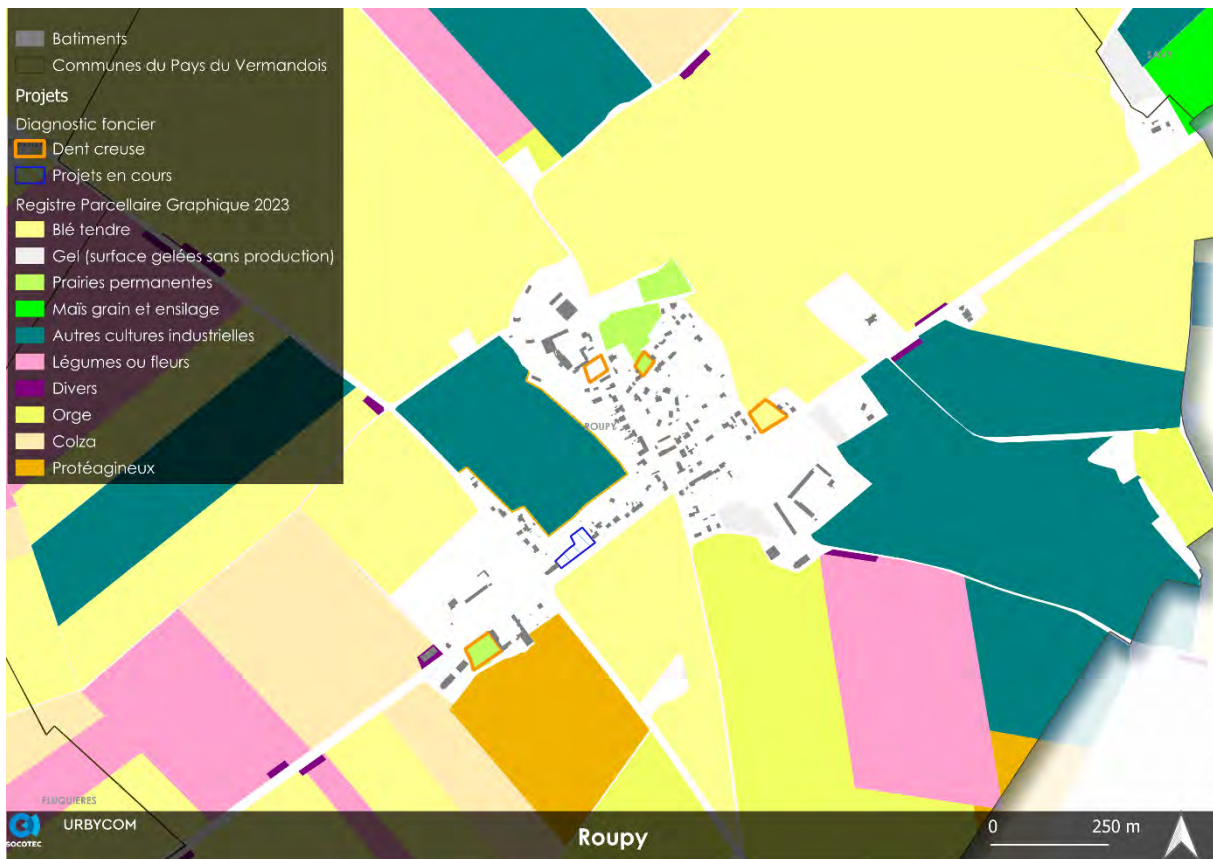 Batiments
Communes du Pays du Vermandois
Projets
Diagnostic foncier
Dent creuse
Projets en cours
Registre Parcellaire Graphique 2023
Blé tendre
Gel (surface gelées sans production)
Prairies permanentes
Maïs grain et ensilage
Autres cultures industrielles
Légumes ou fleurs
Divers
Orge
Colza
Protéagineux
SAVY
ROUPY
FLUQUIERES
SOCOTEC
URBYCOM
Roupy
0 250 m